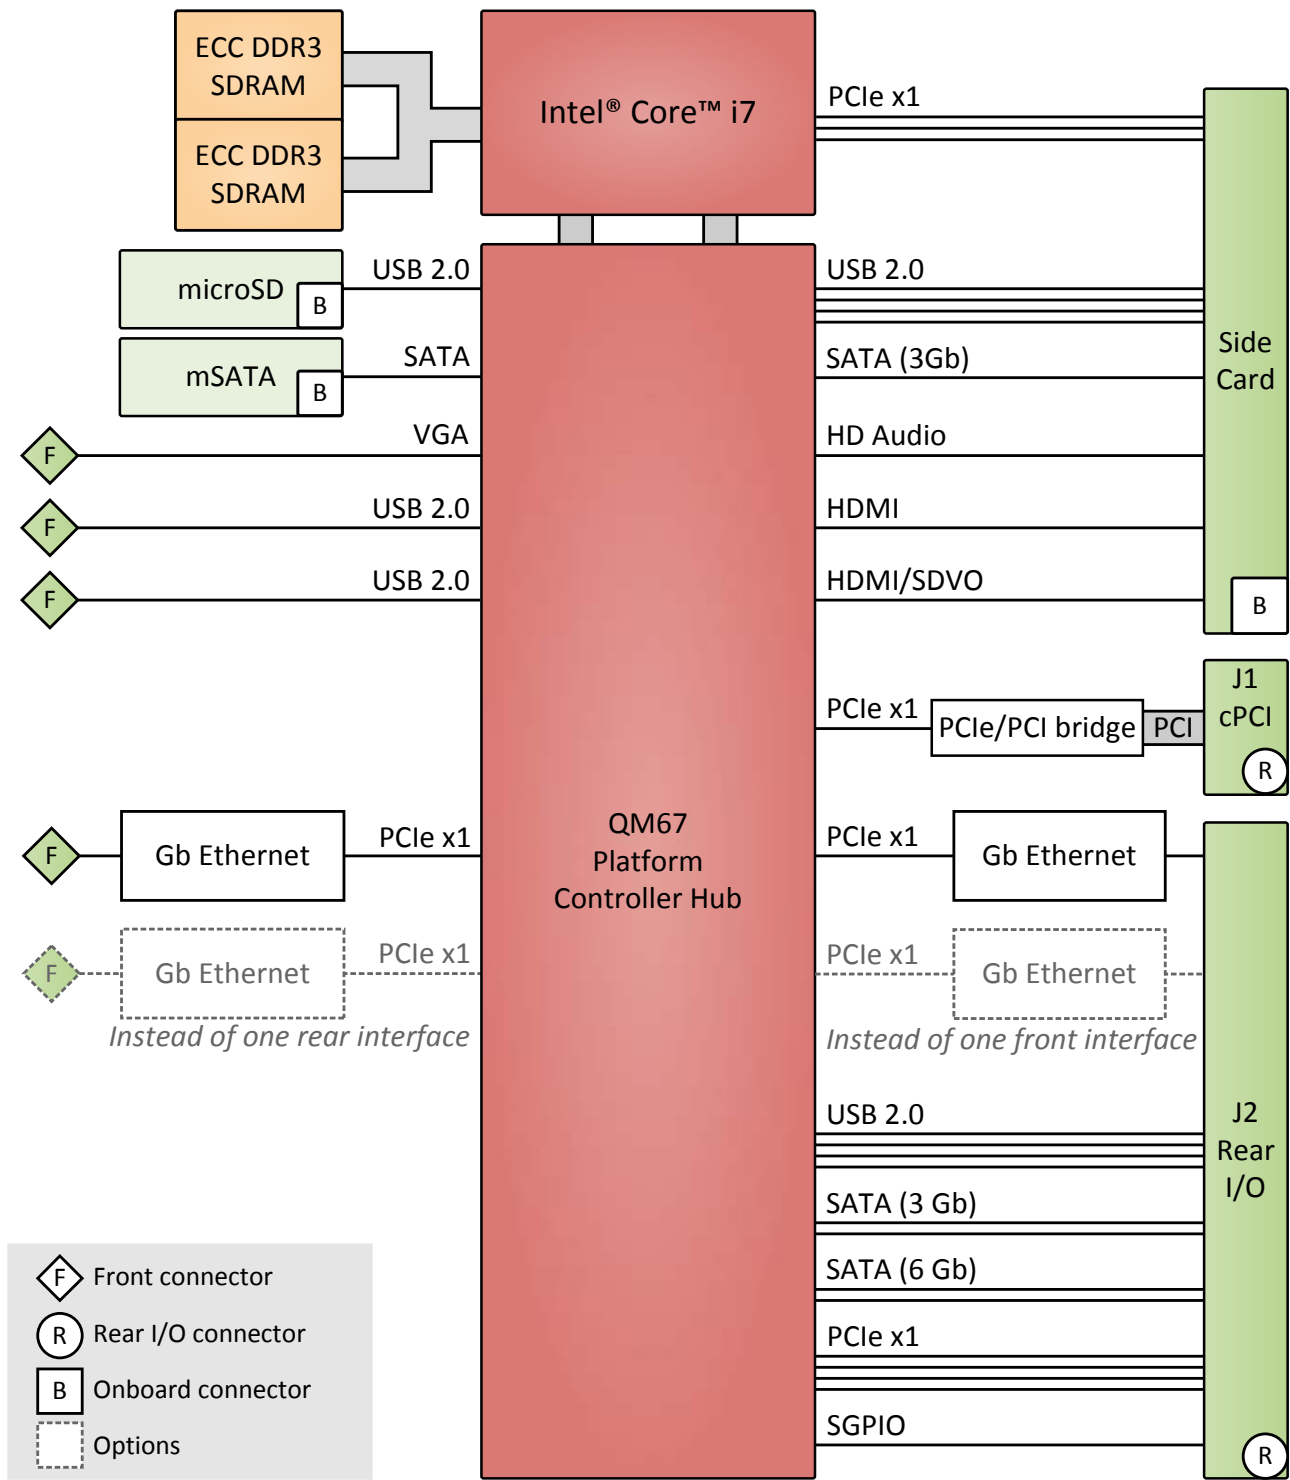 ECC DDR3
SDRAM
ECC DDR3
SDRAM
Intel® Core™ i7
PCIe x1
microSD
B
USB 2.0
mSATA
B
SATA
F
VGA
F
USB 2.0
F
USB 2.0
USB 2.0
SATA (3Gb)
HD Audio
HDMI
HDMI/SDVO
Side
Card
B
PCIe x1
PCIe/PCI bridge
PCI
J1
cPCI
R
QM67
Platform
Controller Hub
F
Gb Ethernet
PCIe x1
F
Gb Ethernet
PCIe x1
Instead of one rear interface
PCIe x1
Gb Ethernet
PCIe x1
Gb Ethernet
Instead of one front interface
USB 2.0
SATA (3 Gb)
SATA (6 Gb)
PCIe x1
SGPIO
J2
Rear
I/O
R
F Front connector
R Rear I/O connector
B Onboard connector
Options